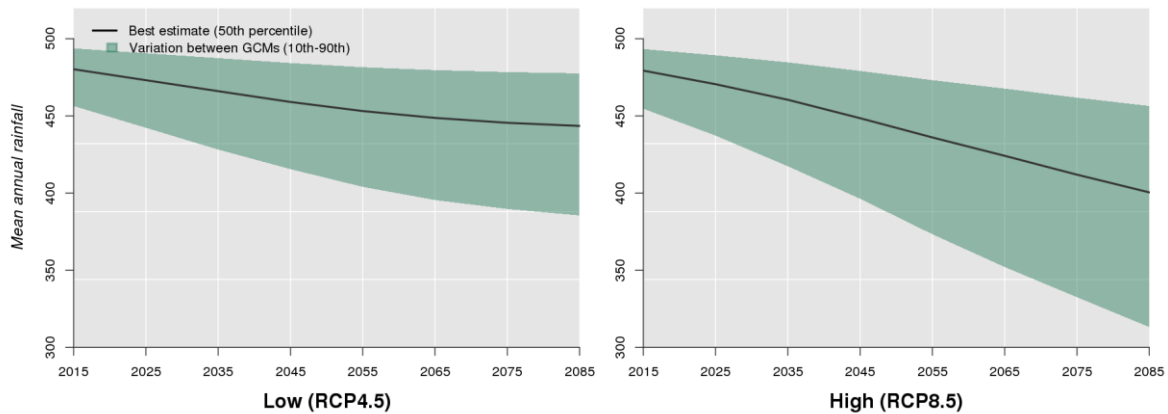 Mean annual rainfall
Best estimate (50th percentile)
Variation between GCMs (10th-90th)
500
450
400
350
300
2015 2025 2035 2045 2055 2065 2075 2085
Low (RCP4.5)
500
450
400
350
300
2015 2025 2035 2045 2055 2065 2075 2085
High (RCP8.5)